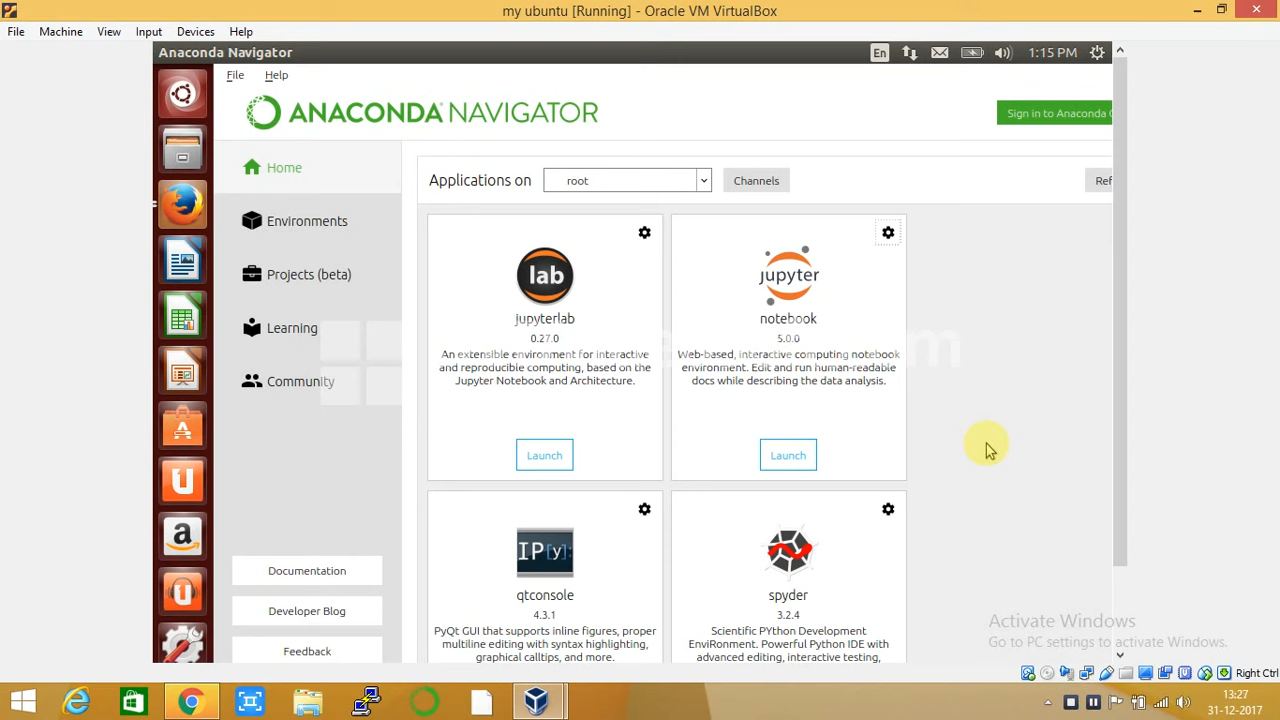 my ubuntu [Running] - Oracle VM VirtualBox
File Machine View Input Devices Help
Anaconda Navigator
En
1:15 PM
File Help
ANACONDA NAVIGATOR
Sign in to Anaconda
Home
Applications on root Channels
Environments
Projects (beta)
Learning
Community
lab
jupyterlab
0.27.0
An extensible environment for interactive
and reproducible computing, based on the
Jupyter Notebook and Architecture.
Launch
jupyter
notebook
5.0.0
Web-based, interactive computing notebook
environment. Edit and run human-readable
docs while describing the data analysis.
Launch
IP[y]:
qtconsole
4.3.1
PyQt GUI that supports inline figures, proper
multiline editing with syntax highlighting,
graphical calltips, and more.
spyder
3.2.4
Scientific PYthon Development
EnviRonment. Powerful Python IDE with
advanced editing, interactive testing,
Documentation
Developer Blog
Feedback
Activate Windows
Go to PC settings to activate Windows.
Right Ctrl
13:27
31-12-2017